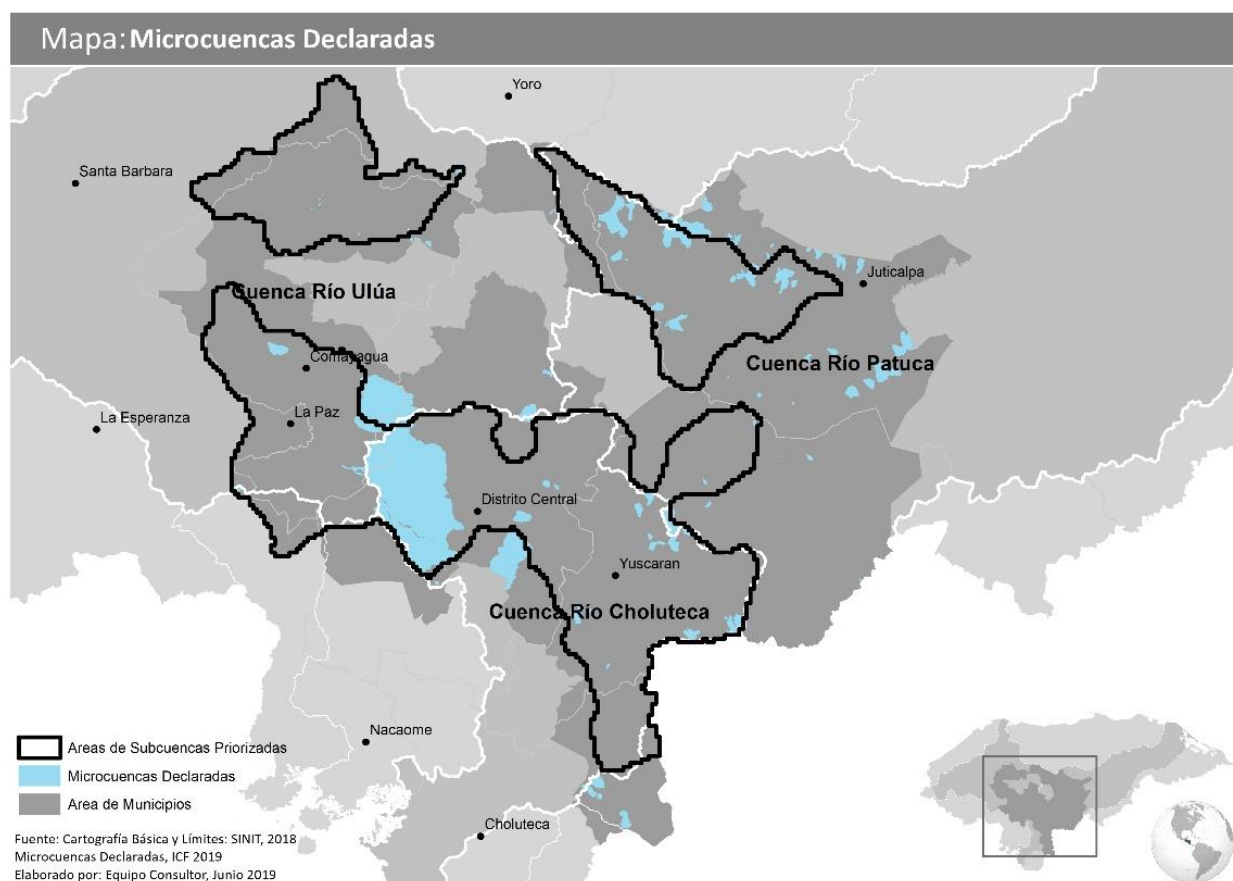 Mapa: Microcuencas Declaradas
Yoro
Santa Barbara
Juticalpa
Cuenca Río Ulúa
Comayagua
Cuenca Río Patuca
La Esperanza
La Paz
Distrito Central
Yuscaran
Cuenca Río Choluteca
Nacaome
Areas de Subcuencas Priorizadas
Microcuencas Declaradas
Area de Municipios
Choluteca
Fuente: Cartografía Básica y Límites: SINIT, 2018
Microcuencas Declaradas, ICF 2019
Elaborado por: Equipo Consultor, Junio 2019